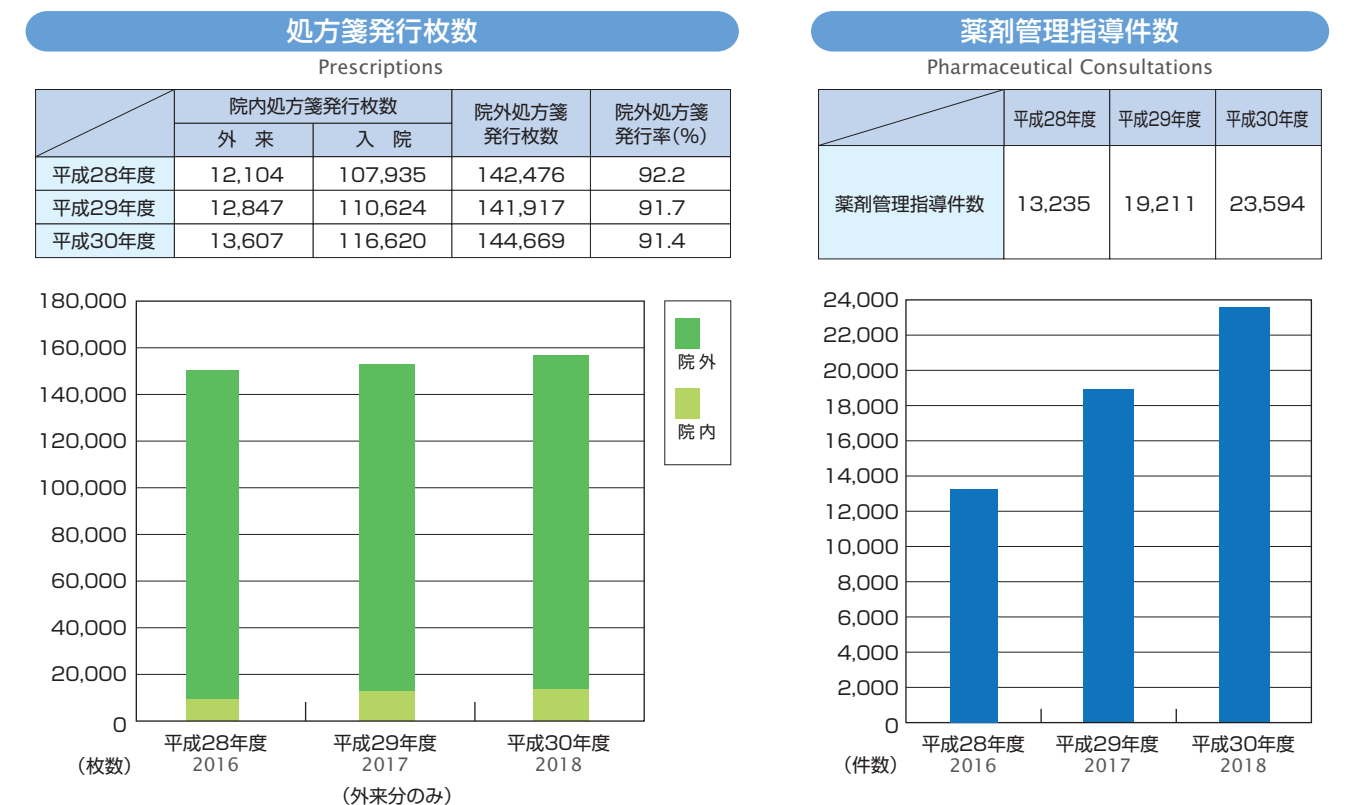 処方箋発行枚数
Prescriptions
院内処方箋発行枚数 院外処方箋発行枚数 院外処方箋発行率(%)
外 来 入 院
平成28年度 12,104 107,935 142,476 92.2
平成29年度 12,847 110,624 141,917 91.7
平成30年度 13,607 116,620 144,669 91.4
180,000
160,000
140,000
120,000
100,000
80,000
60,000
40,000
20,000
0
院外
院内
平成28年度 平成29年度 平成30年度
(枚数) 2016 2017 2018
(外来分のみ)
薬剤管理指導件数
Pharmaceutical Consultations
平成28年度 平成29年度 平成30年度
薬剤管理指導件数 13,235 19,211 23,594
24,000
22,000
20,000
18,000
16,000
14,000
12,000
10,000
8,000
6,000
4,000
2,000
0
平成28年度 平成29年度 平成30年度
(件数) 2016 2017 2018